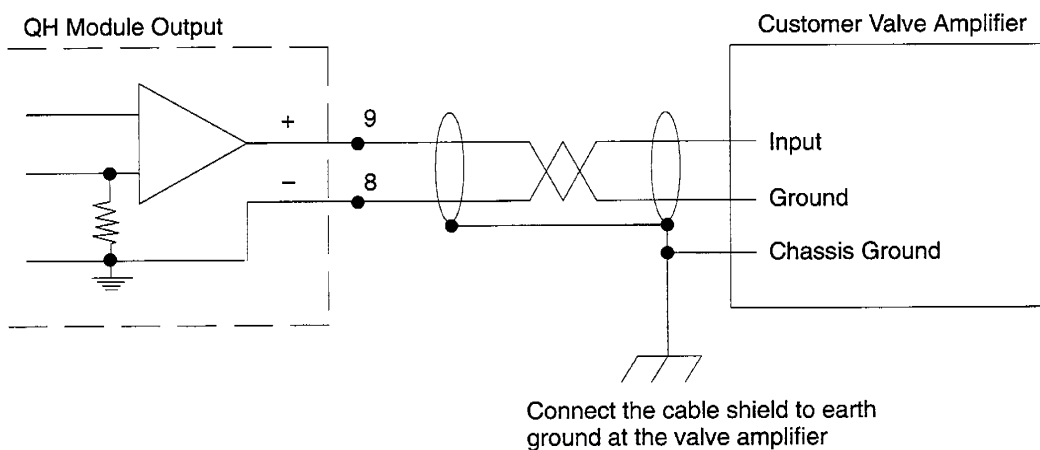 QH Module Output
Customer Valve Amplifier
+
9
−
8
Input
Ground
Chassis Ground
Connect the cable shield to earth
ground at the valve amplifier